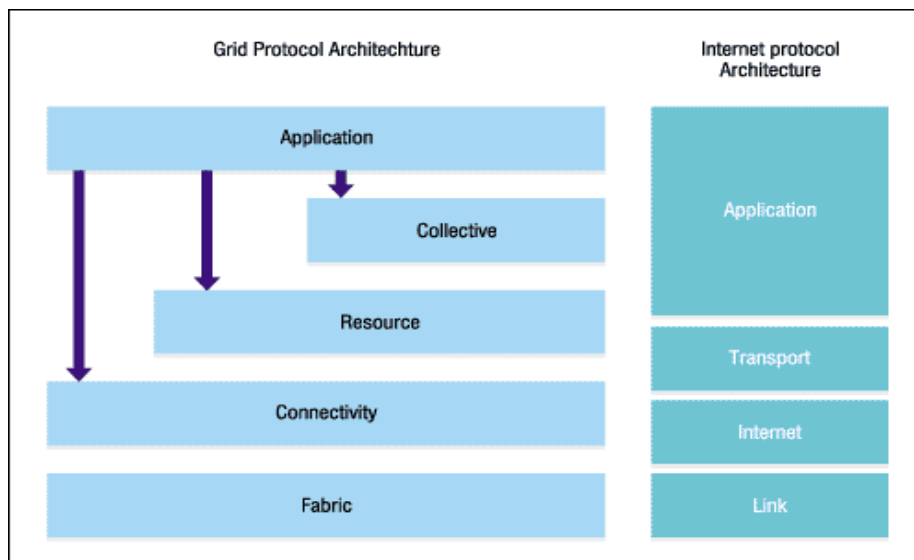 Grid Protocol Architechture
Internet protocol
Architecture
Application
Collective
Resource
Connectivity
Fabric
Application
Transport
Internet
Link